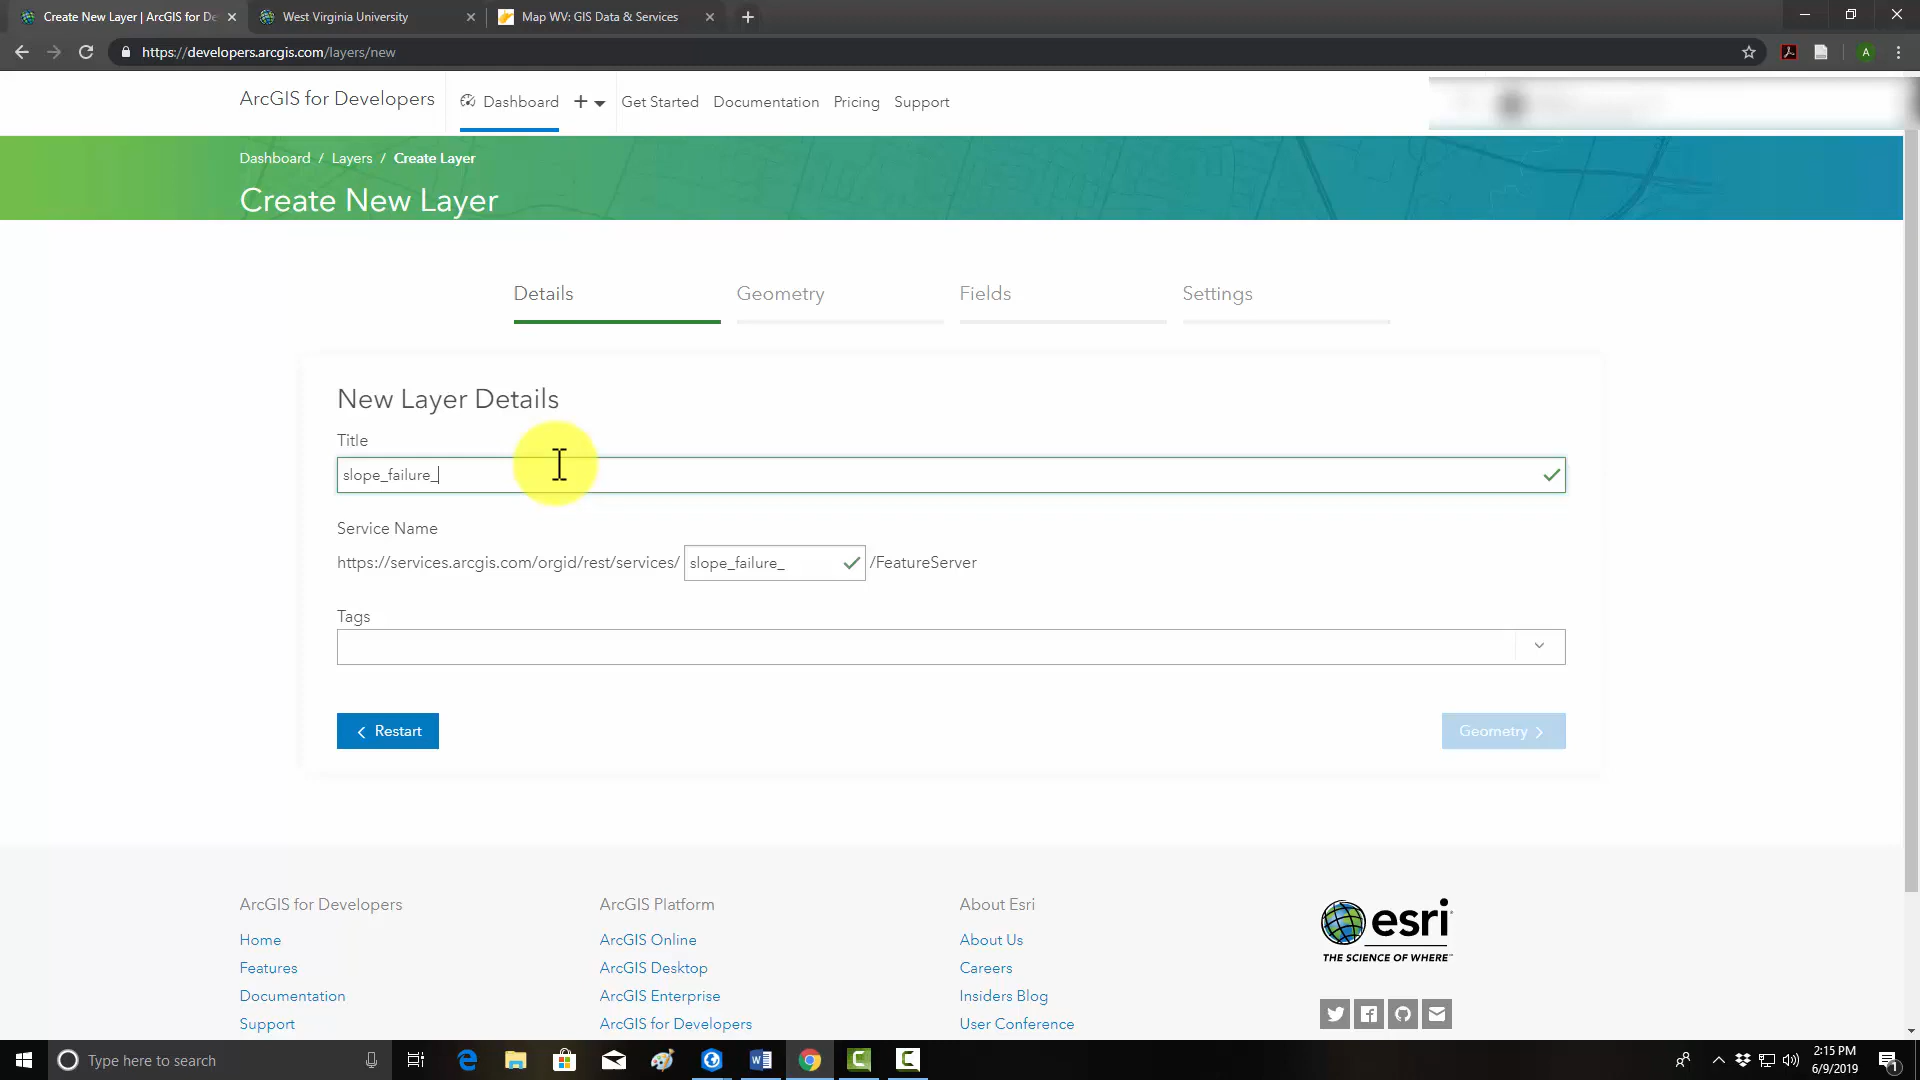 Create New Layer | ArcGIS for De
West Virginia University
Map WV: GIS Data & Services
https://developers.arcgis.com/layers/new
A
ArcGIS for Developers
Dashboard
Get Started
Documentation
Pricing
Support
Dashboard / Layers / Create Layer
Create New Layer
Details
Geometry
Fields
Settings
New Layer Details
Title
slope_failure_
Service Name
https://services.arcgis.com/orgid/rest/services/ slope_failure_ /FeatureServer
Tags
Restart
Geometry
ArcGIS for Developers
Home
Features
Documentation
Support
ArcGIS Platform
ArcGIS Online
ArcGIS Desktop
ArcGIS Enterprise
ArcGIS for Developers
About Esri
About Us
Careers
Insiders Blog
User Conference
esri
THE SCIENCE OF WHERE™
Type here to search
2:15 PM
6/9/2019
1